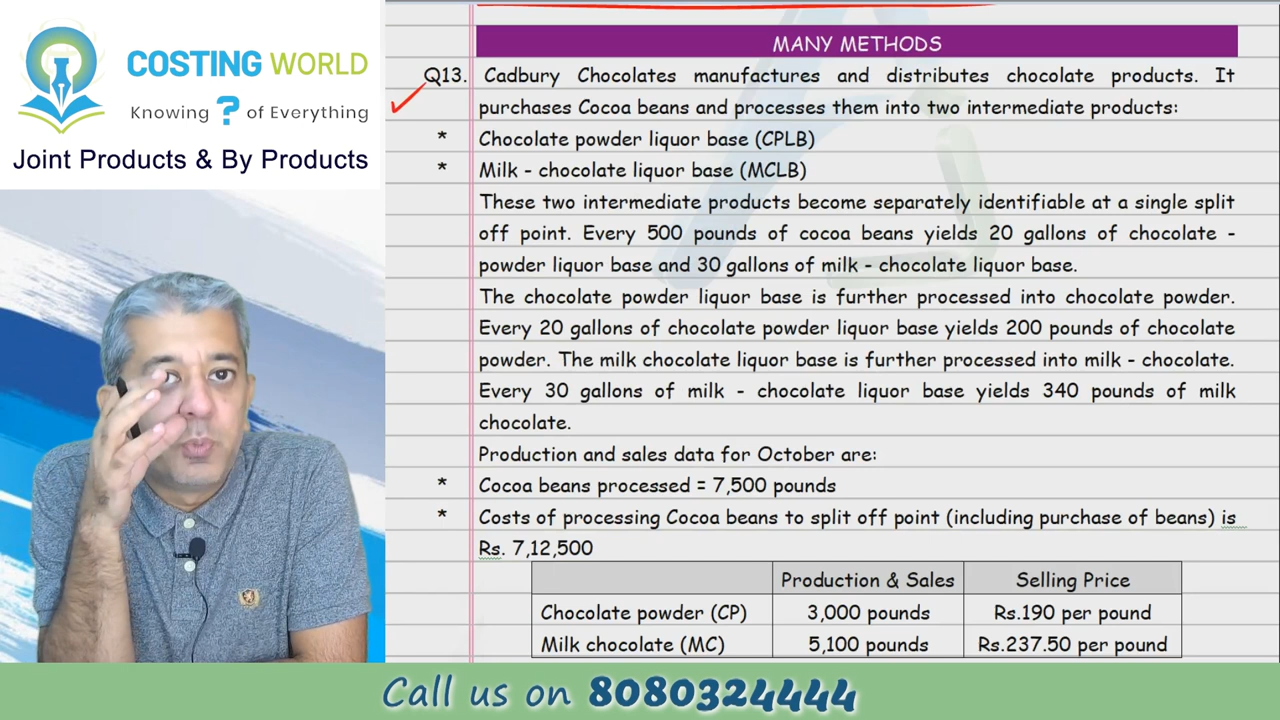 COSTING WORLD
Knowing ? of Everything
Joint Products & By Products
MANY METHODS
Q13. Cadbury Chocolates manufactures and distributes chocolate products. It
purchases Cocoa beans and processes them into two intermediate products:
* Chocolate powder liquor base (CPLB)
* Milk - chocolate liquor base (MCLB)
These two intermediate products become separately identifiable at a single split
off point. Every 500 pounds of cocoa beans yields 20 gallons of chocolate -
powder liquor base and 30 gallons of milk - chocolate liquor base.
The chocolate powder liquor base is further processed into chocolate powder.
Every 20 gallons of chocolate powder liquor base yields 200 pounds of chocolate
powder. The milk chocolate liquor base is further processed into milk - chocolate.
Every 30 gallons of milk - chocolate liquor base yields 340 pounds of milk
chocolate.
Production and sales data for October are:
* Cocoa beans processed = 7,500 pounds
* Costs of processing Cocoa beans to split off point (including purchase of beans) is
Rs. 7,12,500
Production & Sales Selling Price
Chocolate powder (CP) 3,000 pounds Rs.190 per pound
Milk chocolate (MC) 5,100 pounds Rs.237.50 per pound
Call us on 8080324444